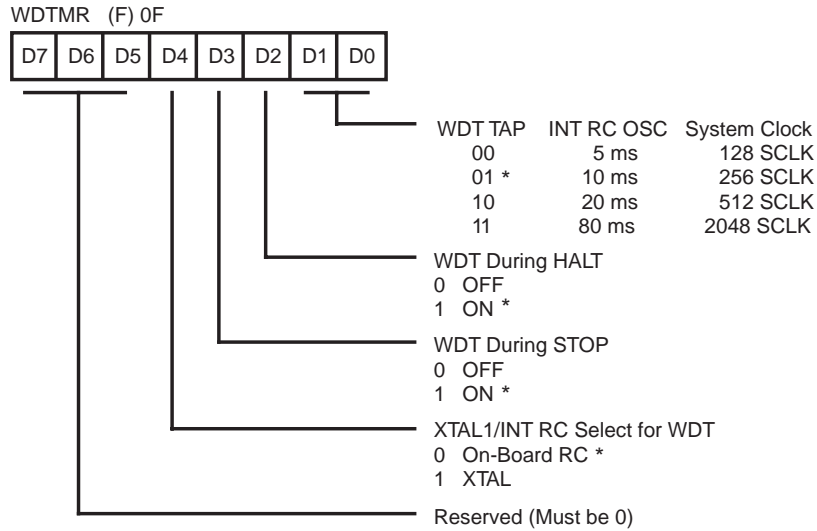 WDTMR (F) 0F
D7 D6 D5 D4 D3 D2 D1 D0
WDT TAP INT RC OSC System Clock
00 5 ms 128 SCLK
01 * 10 ms 256 SCLK
10 20 ms 512 SCLK
11 80 ms 2048 SCLK
WDT During HALT
0 OFF
1 ON *
WDT During STOP
0 OFF
1 ON *
XTAL1/INT RC Select for WDT
0 On-Board RC *
1 XTAL
Reserved (Must be 0)